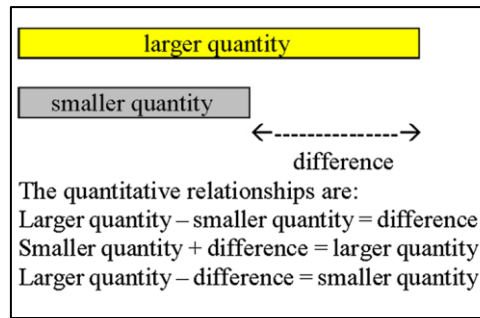 larger quantity
smaller quantity
difference
The quantitative relationships are:
Larger quantity – smaller quantity = difference
Smaller quantity + difference = larger quantity
Larger quantity – difference = smaller quantity